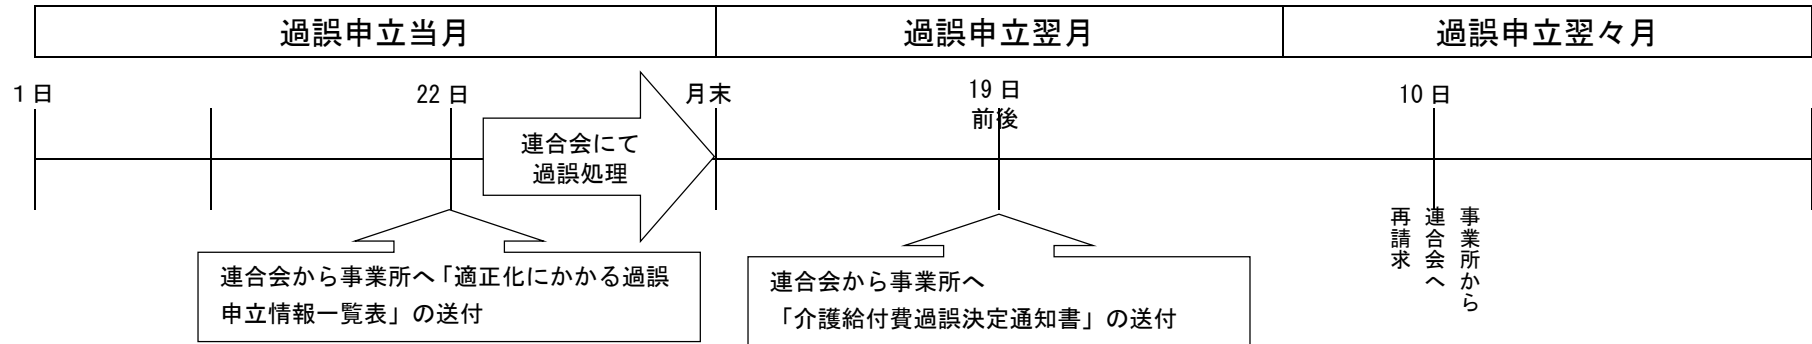 過誤申立当月
過誤申立翌月
過誤申立翌々月
1日
22日
月末
19日
前後
10日
連合会にて
過誤処理
事業所から
連合会へ
再請求
連合会から事業所へ「適正化にかかる過誤
申立情報一覧表」の送付
連合会から事業所へ
「介護給付費過誤決定通知書」の送付